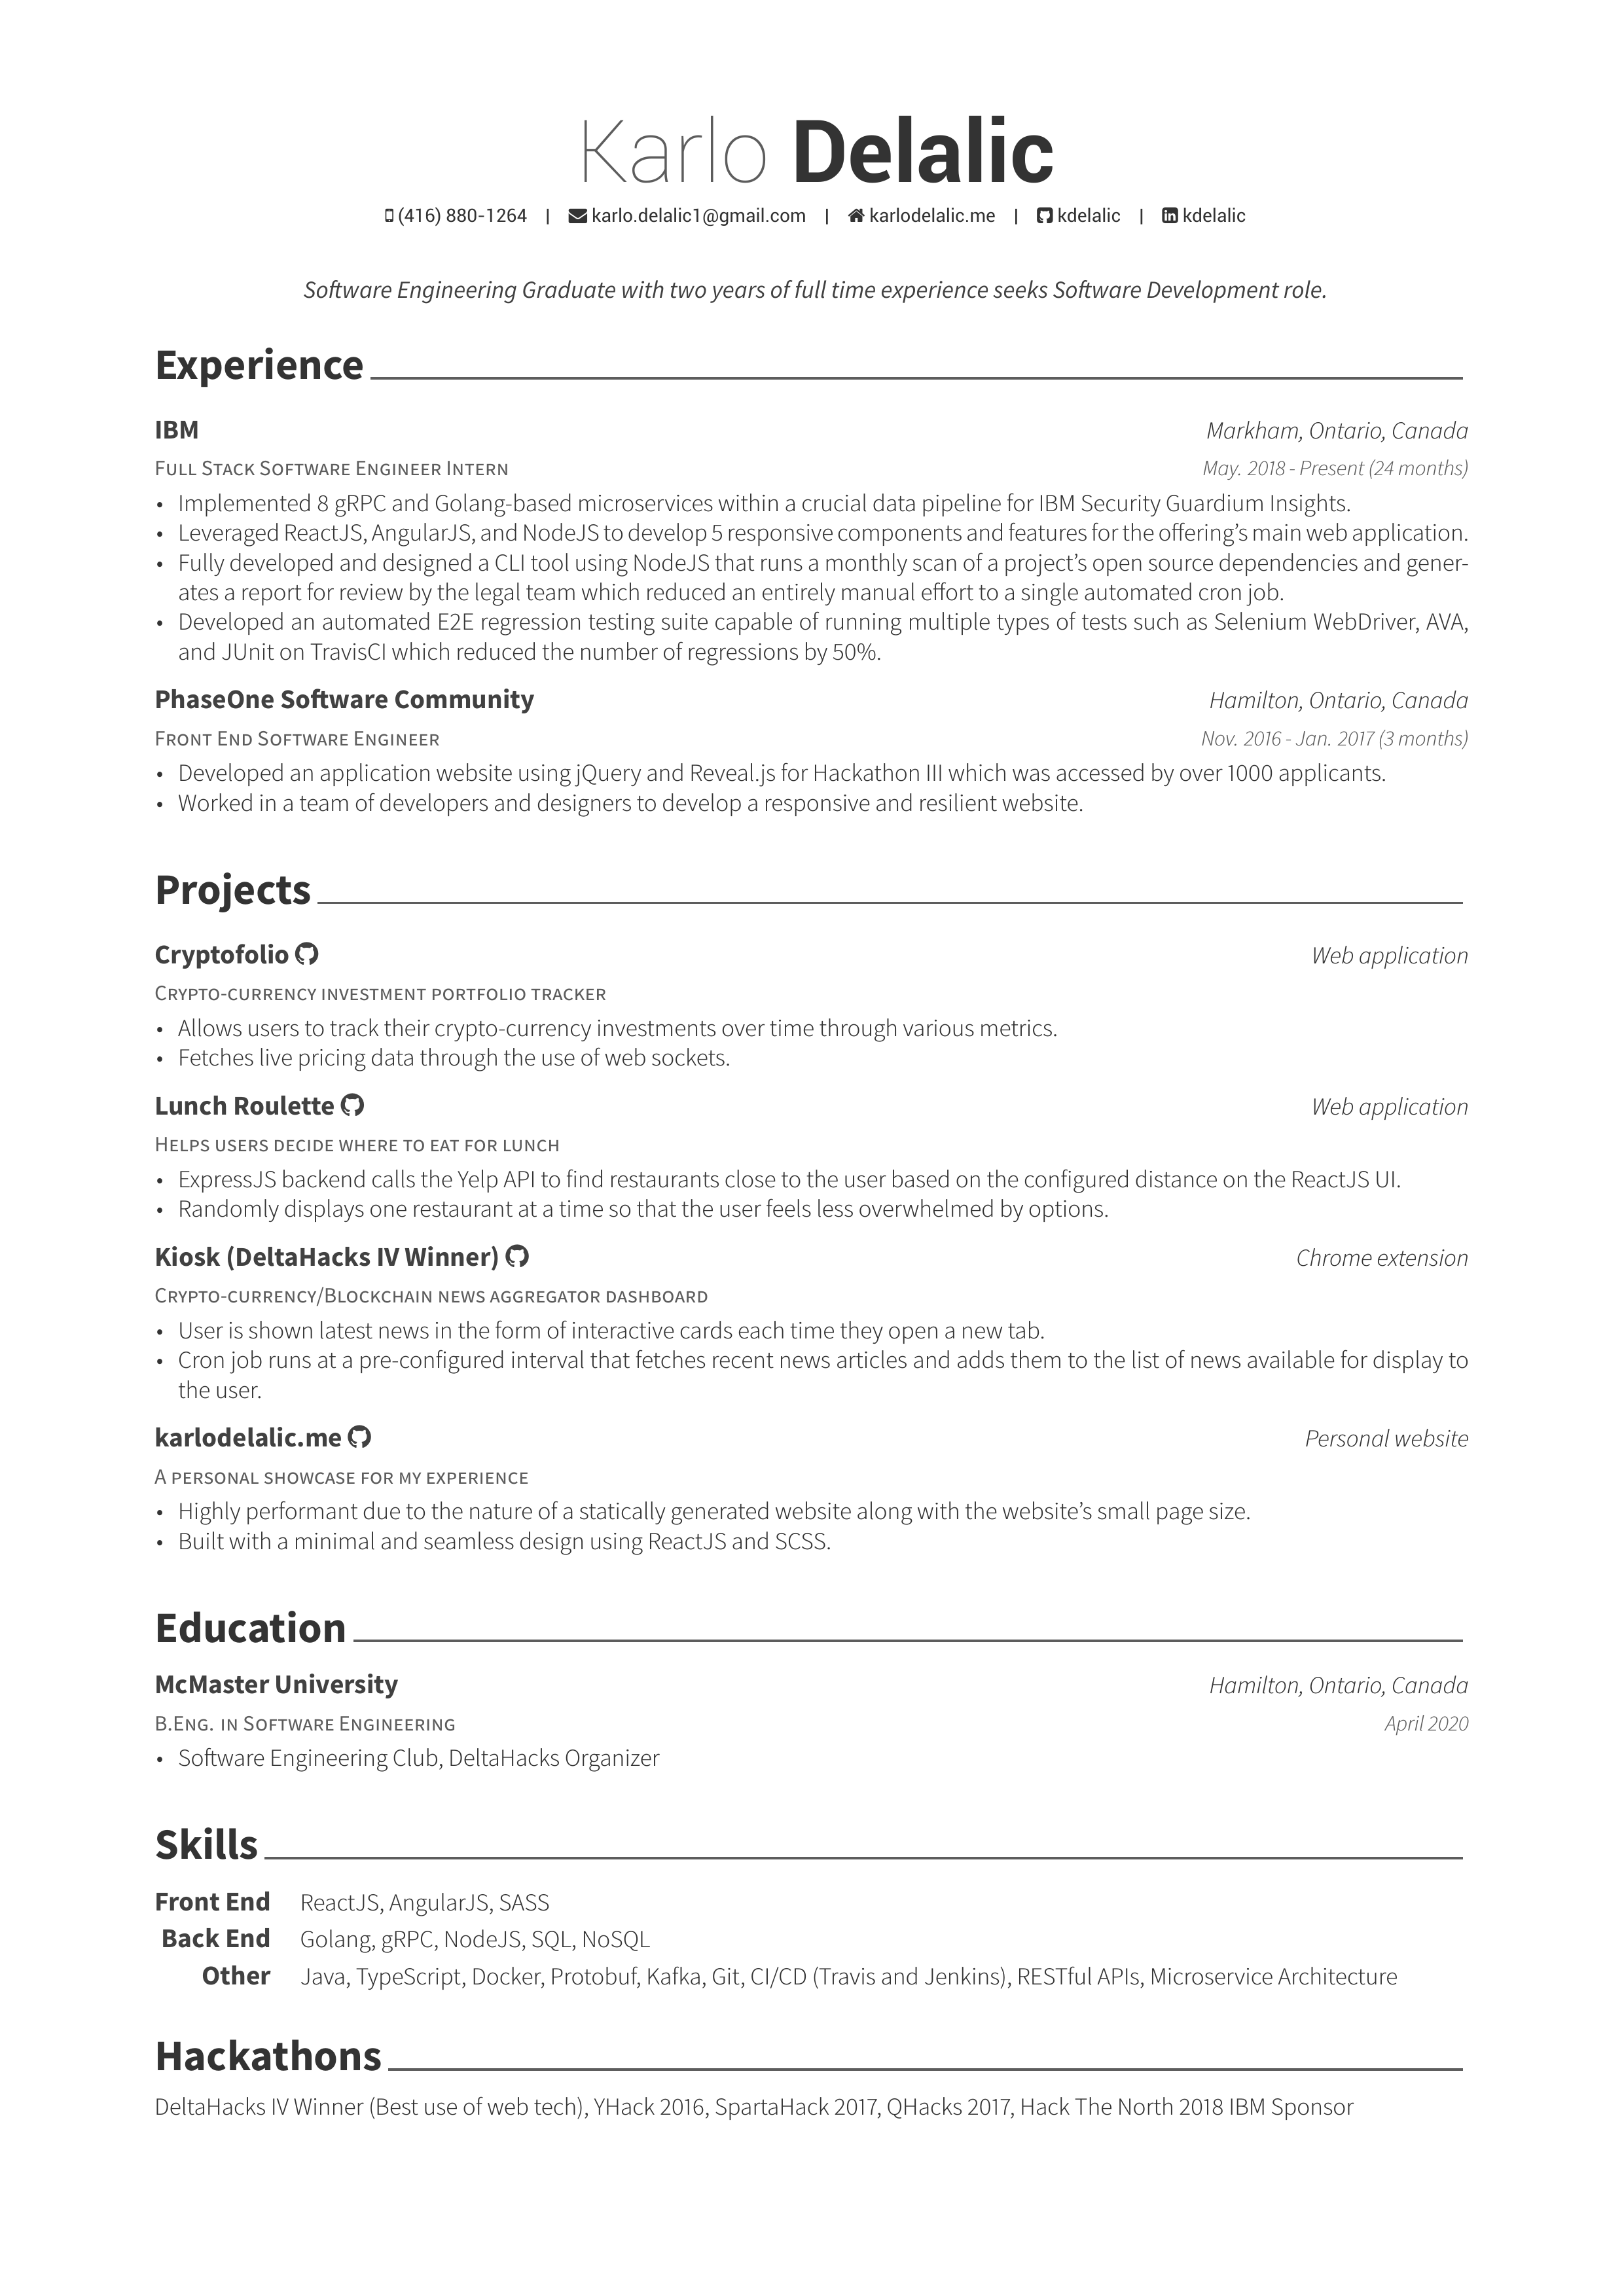 Karlo Delalic
(416) 880-1264 | karlo.delalic1@gmail.com | karlodelalic.me | kdelalic | kdelalic
Software Engineering Graduate with two years of full time experience seeks Software Development role.
Experience
IBM Markham, Ontario, Canada
Full Stack Software Engineer Intern May. 2018 - Present (24 months)
• Implemented 8 gRPC and Golang-based microservices within a crucial data pipeline for IBM Security Guardium Insights.
• Leveraged ReactJS, AngularJS, and NodeJS to develop 5 responsive components and features for the offering's main web application.
• Fully developed and designed a CLI tool using NodeJS that runs a monthly scan of a project's open source dependencies and gener-
ates a report for review by the legal team which reduced an entirely manual effort to a single automated cron job.
• Developed an automated E2E regression testing suite capable of running multiple types of tests such as Selenium WebDriver, AVA,
and JUnit on TravisCI which reduced the number of regressions by 50%.
PhaseOne Software Community Hamilton, Ontario, Canada
Front End Software Engineer Nov. 2016 - Jan. 2017 (3 months)
• Developed an application website using jQuery and Reveal.js for Hackathon III which was accessed by over 1000 applicants.
• Worked in a team of developers and designers to develop a responsive and resilient website.
Projects
Cryptofolio Web application
Crypto-currency investment portfolio tracker
• Allows users to track their crypto-currency investments over time through various metrics.
• Fetches live pricing data through the use of web sockets.
Lunch Roulette Web application
Helps users decide where to eat for lunch
• ExpressJS backend calls the Yelp API to find restaurants close to the user based on the configured distance on the ReactJS UI.
• Randomly displays one restaurant at a time so that the user feels less overwhelmed by options.
Kiosk (DeltaHacks IV Winner) Chrome extension
Crypto-currency/Blockchain news aggregator dashboard
• User is shown latest news in the form of interactive cards each time they open a new tab.
• Cron job runs at a pre-configured interval that fetches recent news articles and adds them to the list of news available for display to
the user.
karlodelalic.me Personal website
A personal showcase for my experience
• Highly performant due to the nature of a statically generated website along with the website's small page size.
• Built with a minimal and seamless design using ReactJS and SCSS.
Education
McMaster University Hamilton, Ontario, Canada
B.Eng. in Software Engineering April 2020
• Software Engineering Club, DeltaHacks Organizer
Skills
Front End ReactJS, AngularJS, SASS
Back End Golang, gRPC, NodeJS, SQL, NoSQL
Other Java, TypeScript, Docker, Protobuf, Kafka, Git, CI/CD (Travis and Jenkins), RESTful APIs, Microservice Architecture
Hackathons
DeltaHacks IV Winner (Best use of web tech), YHack 2016, SpartaHack 2017, QHacks 2017, Hack The North 2018 IBM Sponsor